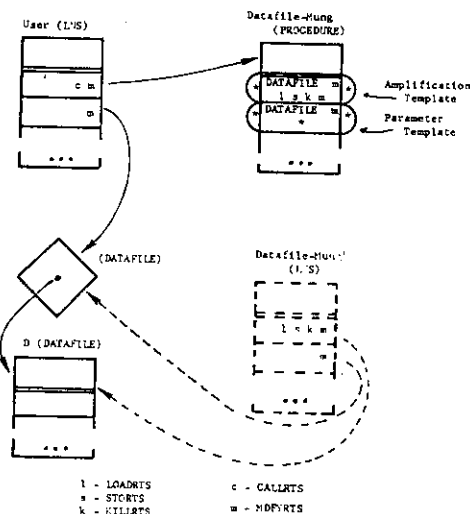 User (LNS)
c m
m
...
Datafile-Mung
(PROCEDURE)
* DATAFILE m *
l s k m
* DATAFILE m *
*
...
Amplification
Template
Parameter
Template
(DATAFILE)
D (DATAFILE)
...
Datafile-Mung
(LNS)
l s k m
m
...
l - LOADRTS
s - STORTS
k - KILLRTS
c - CALLRTS
m - MDFYRTS